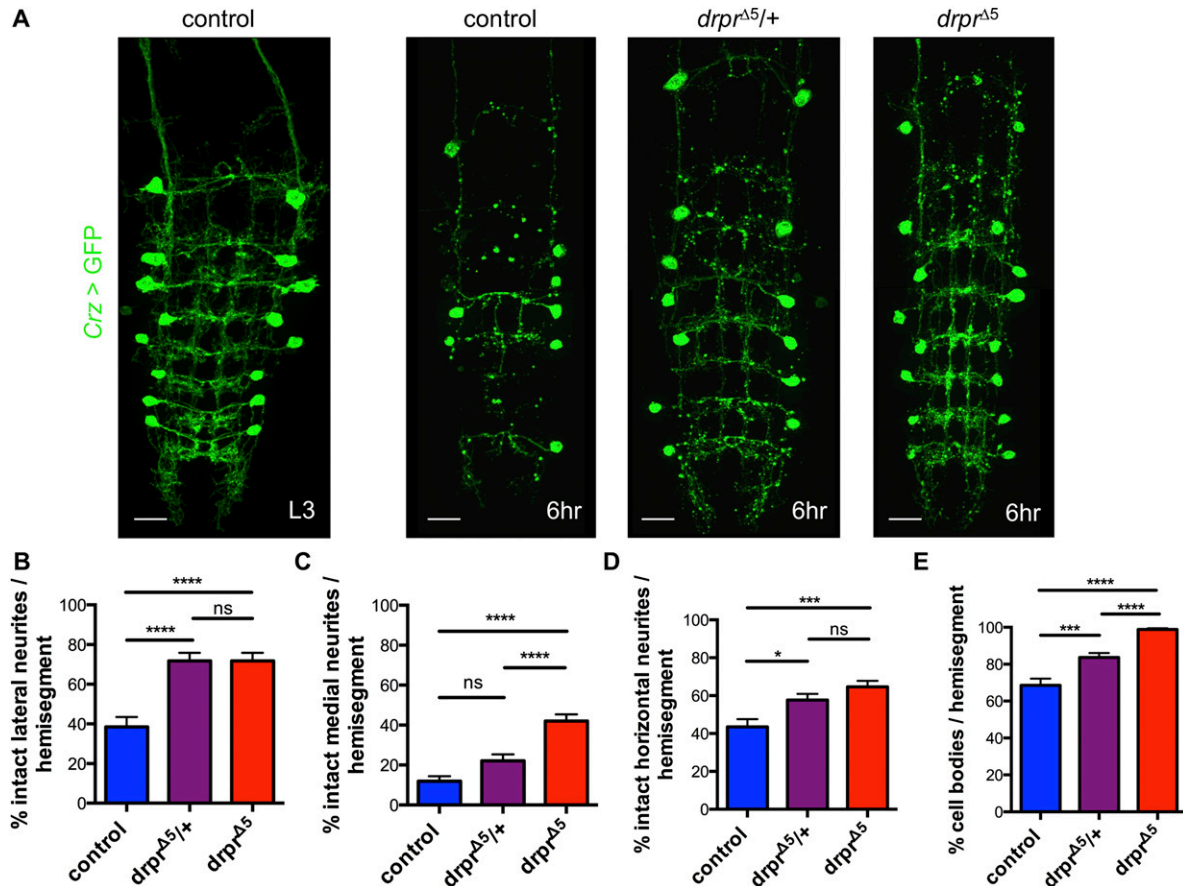 A
control
control
drprΔ5/+
drprΔ5
Crz > GFP
L3
6hr
6hr
6hr
B
% intact lateral neurites /
hemisegment
100
80
60
40
20
0
****
****
ns
control
drprΔ5/+
drprΔ5
C
% intact medial neurites /
hemisegment
100
80
60
40
20
0
****
****
ns
control
drprΔ5/+
drprΔ5
D
% intact horizontal neurites /
hemisegment
100
80
60
40
20
0
***
*
ns
control
drprΔ5/+
drprΔ5
E
% cell bodies / hemisegment
100
80
60
40
20
0
****
****
***
control
drprΔ5/+
drprΔ5